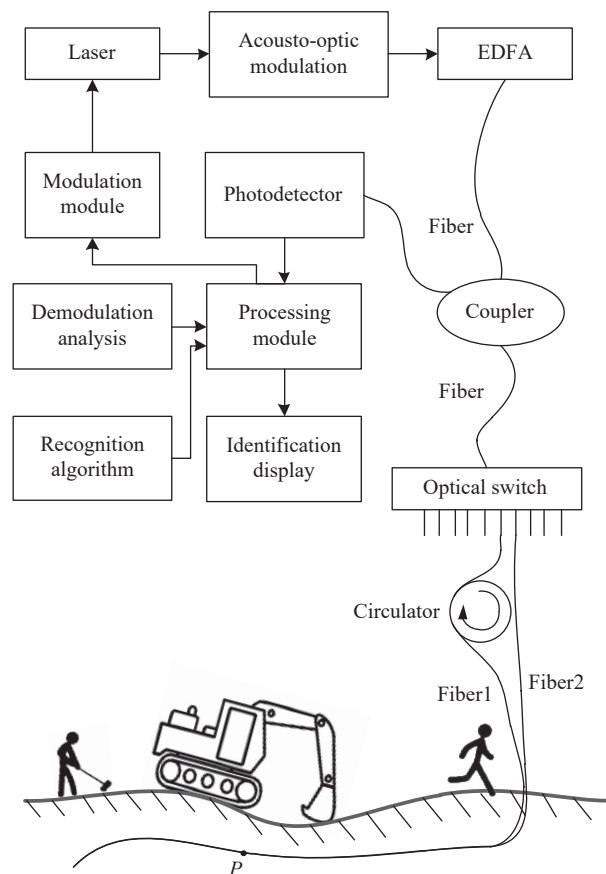 Laser
Acousto-optic
modulation
EDFA
Modulation
module
Photodetector
Fiber
Demodulation
analysis
Processing
module
Coupler
Fiber
Recognition
algorithm
Identification
display
Optical switch
Circulator
Fiber1
Fiber2
P